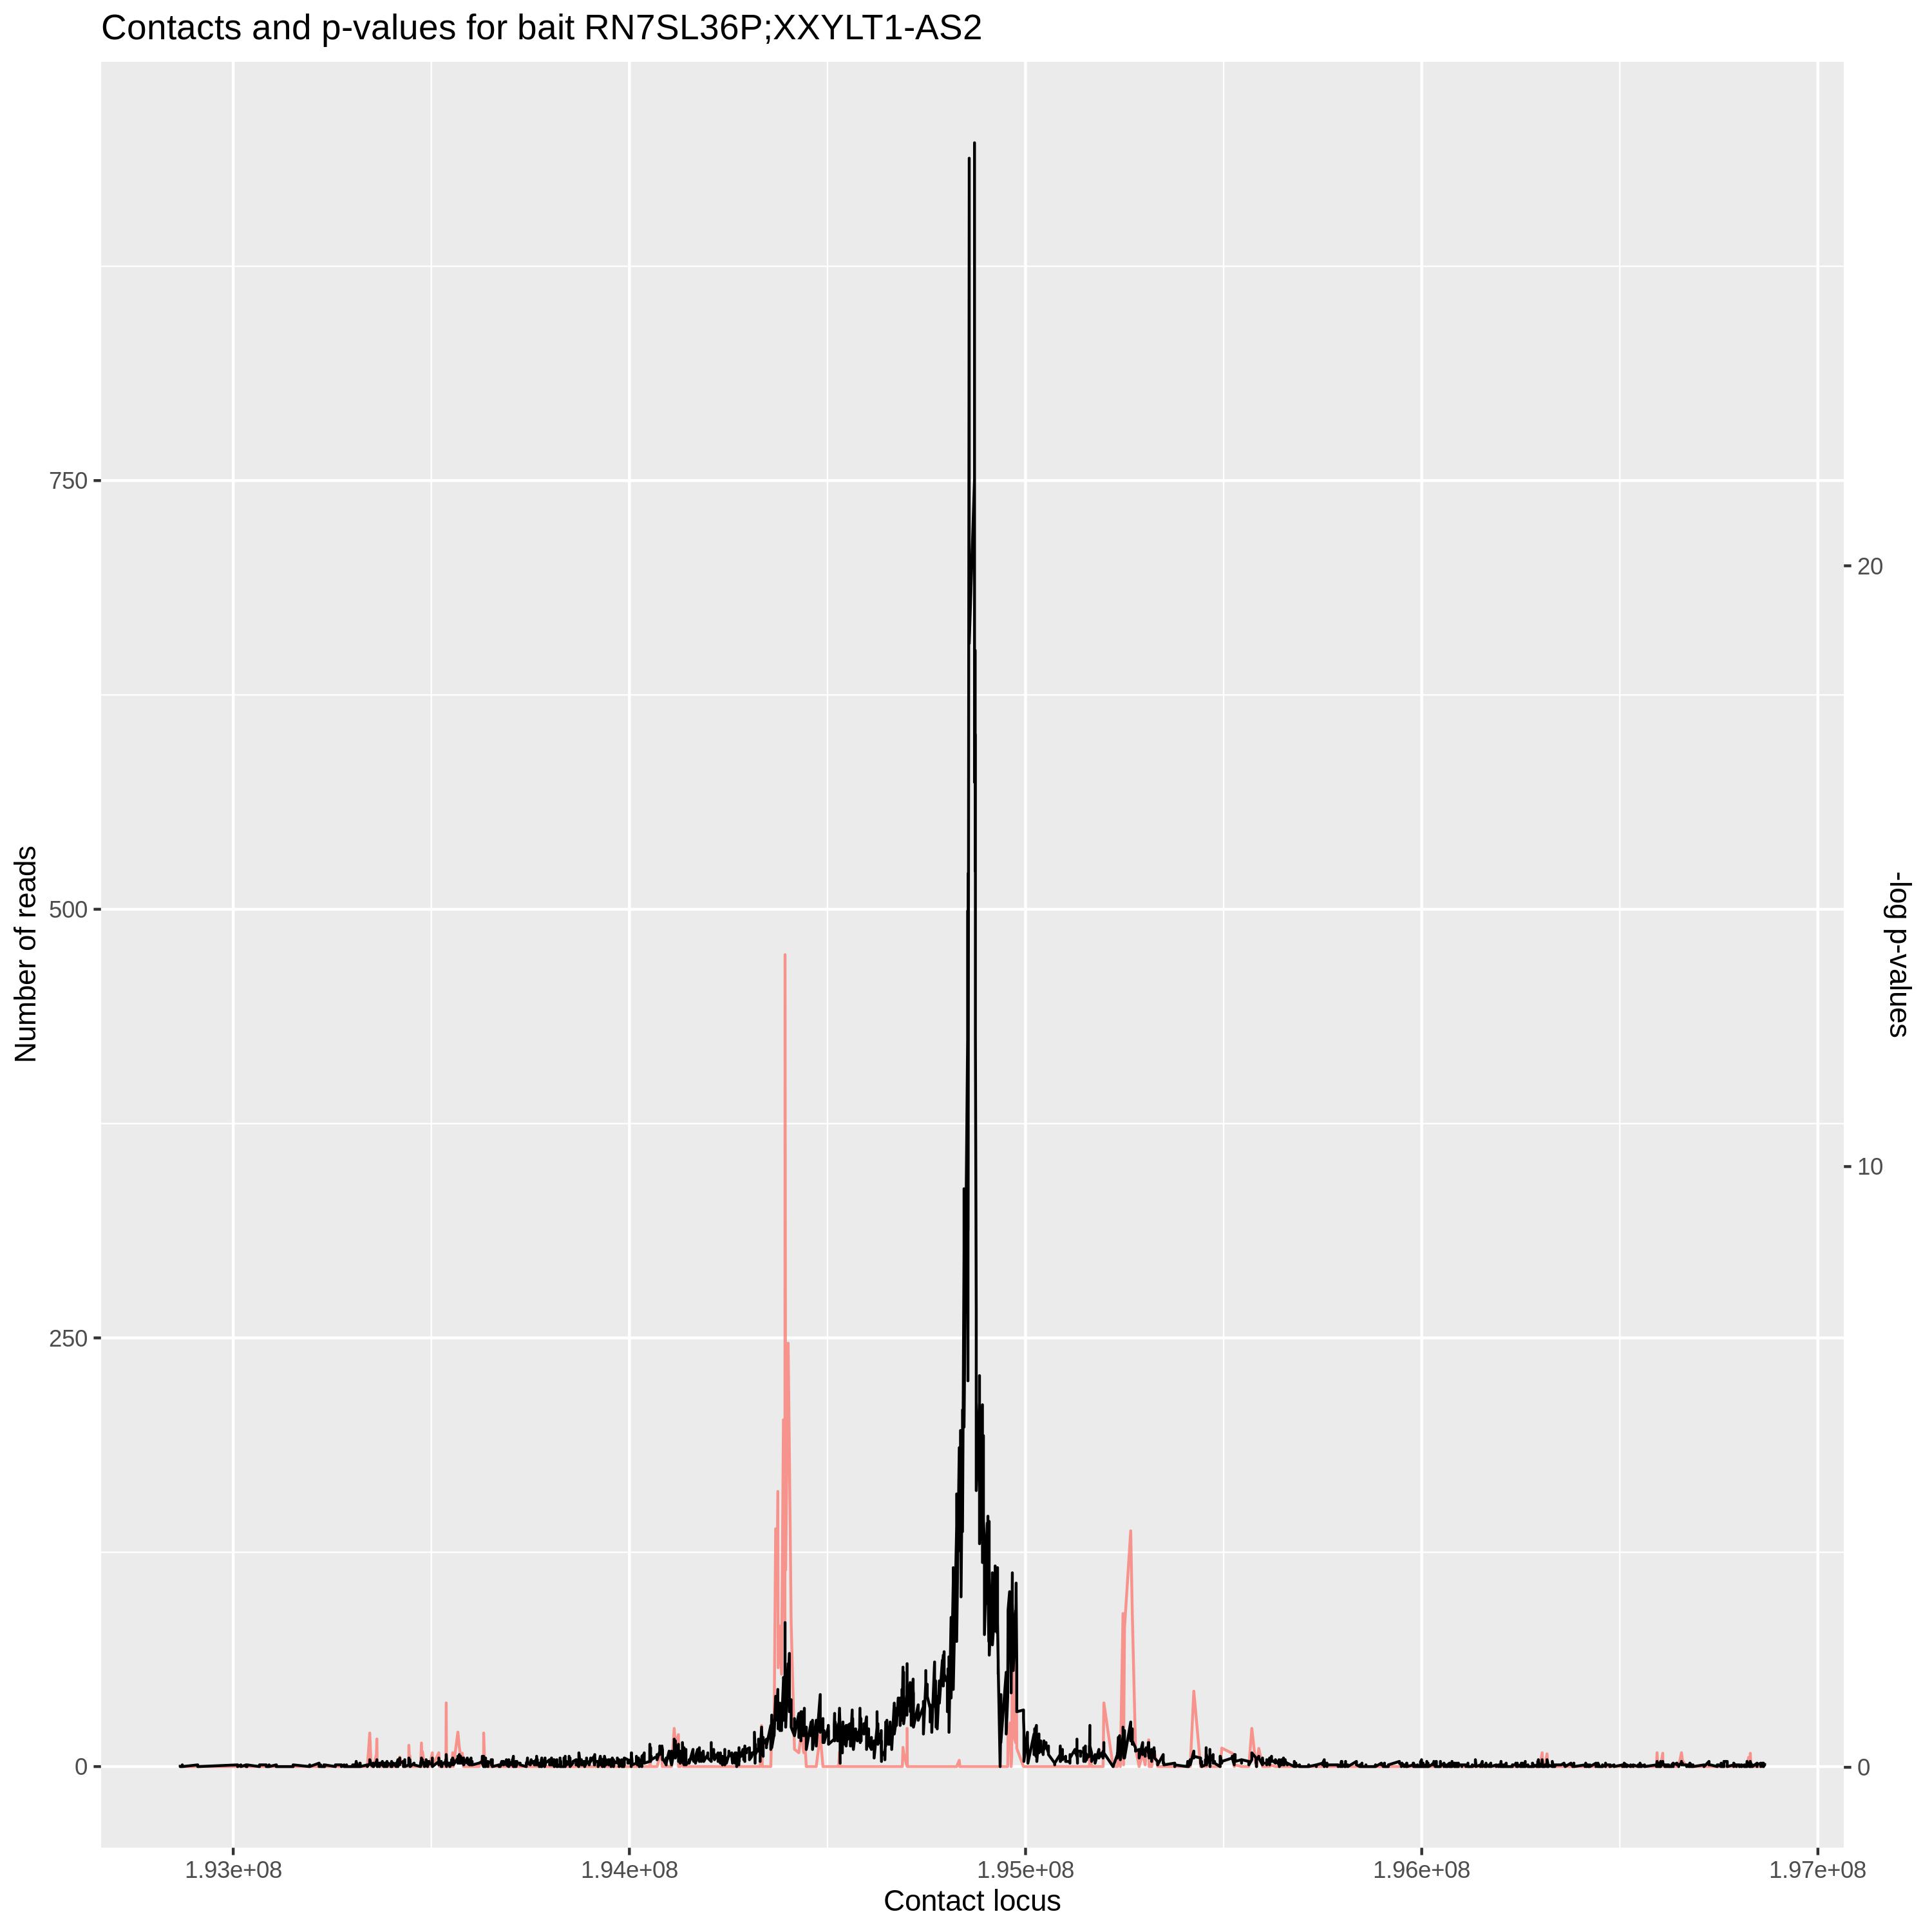 Contacts and p-values for bait RN7SL36P;XXYLT1-AS2
750
500
250
0
Number of reads
20
10
0
-log p-values
1.93e+08
1.94e+08
1.95e+08
1.96e+08
1.97e+08
Contact locus